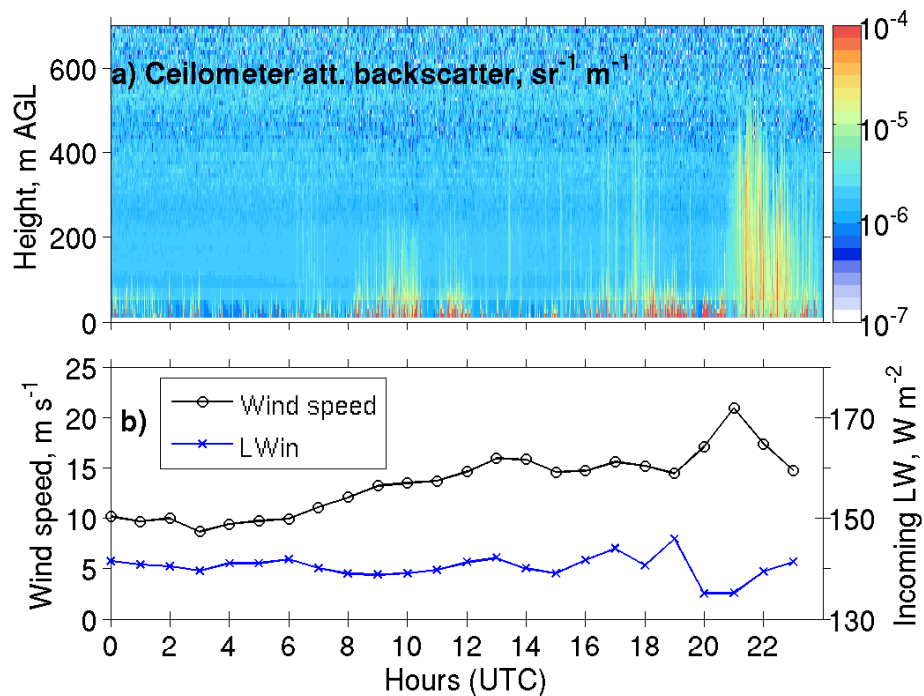 a) Ceilometer att. backscatter, sr⁻¹ m⁻¹
Height, m AGL
600
400
200
0
10⁻⁴
10⁻⁵
10⁻⁶
10⁻⁷
b)
Wind speed
LWin
Wind speed, m s⁻¹
25
20
15
10
5
0
Incoming LW, W m⁻²
170
150
130
0 2 4 6 8 10 12 14 16 18 20 22
Hours (UTC)